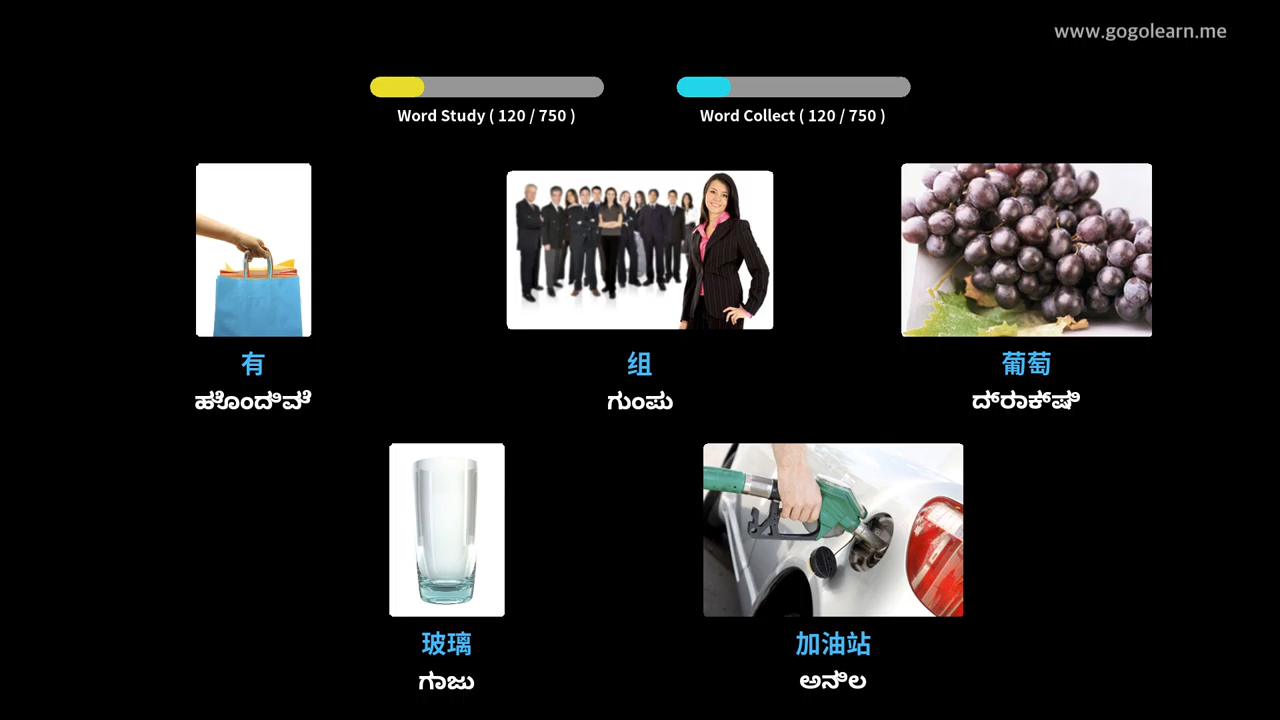 www.gogolearn.me
Word Study ( 120 / 750 )
Word Collect ( 120 / 750 )
有
ಹೊಂದಿವೆ
组
ಗುಂಪು
葡萄
ದ್ರಾಕ್ಷಿ
玻璃
ಗಾಜು
加油站
ಅನಿಲ